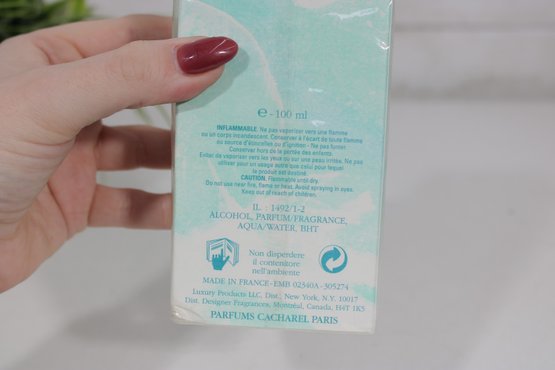 e - 100 ml
INFLAMMABLE. Ne pas vaporiser vers une flamme
ou un corps incandescent. Conserver à l'écart de toute flamme
ou source d'étincelles ou d'ignition - Ne pas fumer.
Conserver hors de la portée des enfants.
Eviter de vaporiser vers les yeux ou sur une peau irritée. Ne pas
utiliser pour un usage autre que celui pour lequel
le produit est destiné
CAUTION. Flammable until dry.
Do not use near fire, flame or heat. Avoid spraying in eyes.
Keep out of reach of children.
IL : 1492/1-2
ALCOHOL, PARFUM/FRAGRANCE,
AQUA/WATER, BHT
Non disperdere
il contenitore
nell'ambiente
MADE IN FRANCE-EMB 02340A-305274
Luxury Products LLC, Dist., New York, N.Y. 10017
Dist. Designer Fragrances, Montréal, Canada, H4T 1K5
PARFUMS CACHAREL PARIS